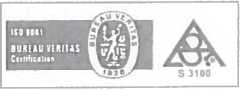 ISO 9001
BUREAU VERITAS
Certification
BUREAU VERITAS
1828
S 3100